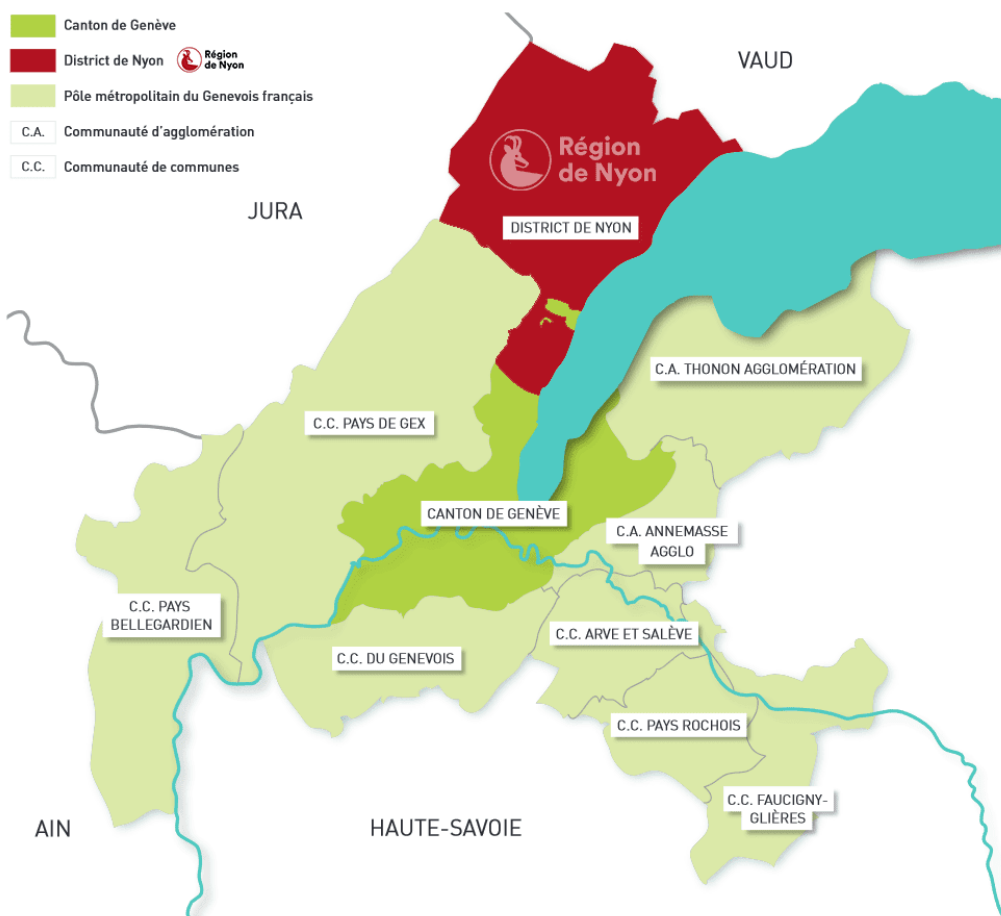 Canton de Genève
District de Nyon
Région
de Nyon
Pôle métropolitain du Genevois français
C.A. Communauté d'agglomération
C.C. Communauté de communes
VAUD
Région
de Nyon
JURA
DISTRICT DE NYON
C.A. THONON AGGLOMÉRATION
C.C. PAYS DE GEX
CANTON DE GENÈVE
C.A. ANNEMASSE
AGGLO
C.C. PAYS
BELLEGARDIEN
C.C. ARVE ET SALÈVE
C.C. DU GENEVOIS
C.C. PAYS ROCHOIS
C.C. FAUCIGNY-
GLIÈRES
AIN
HAUTE-SAVOIE